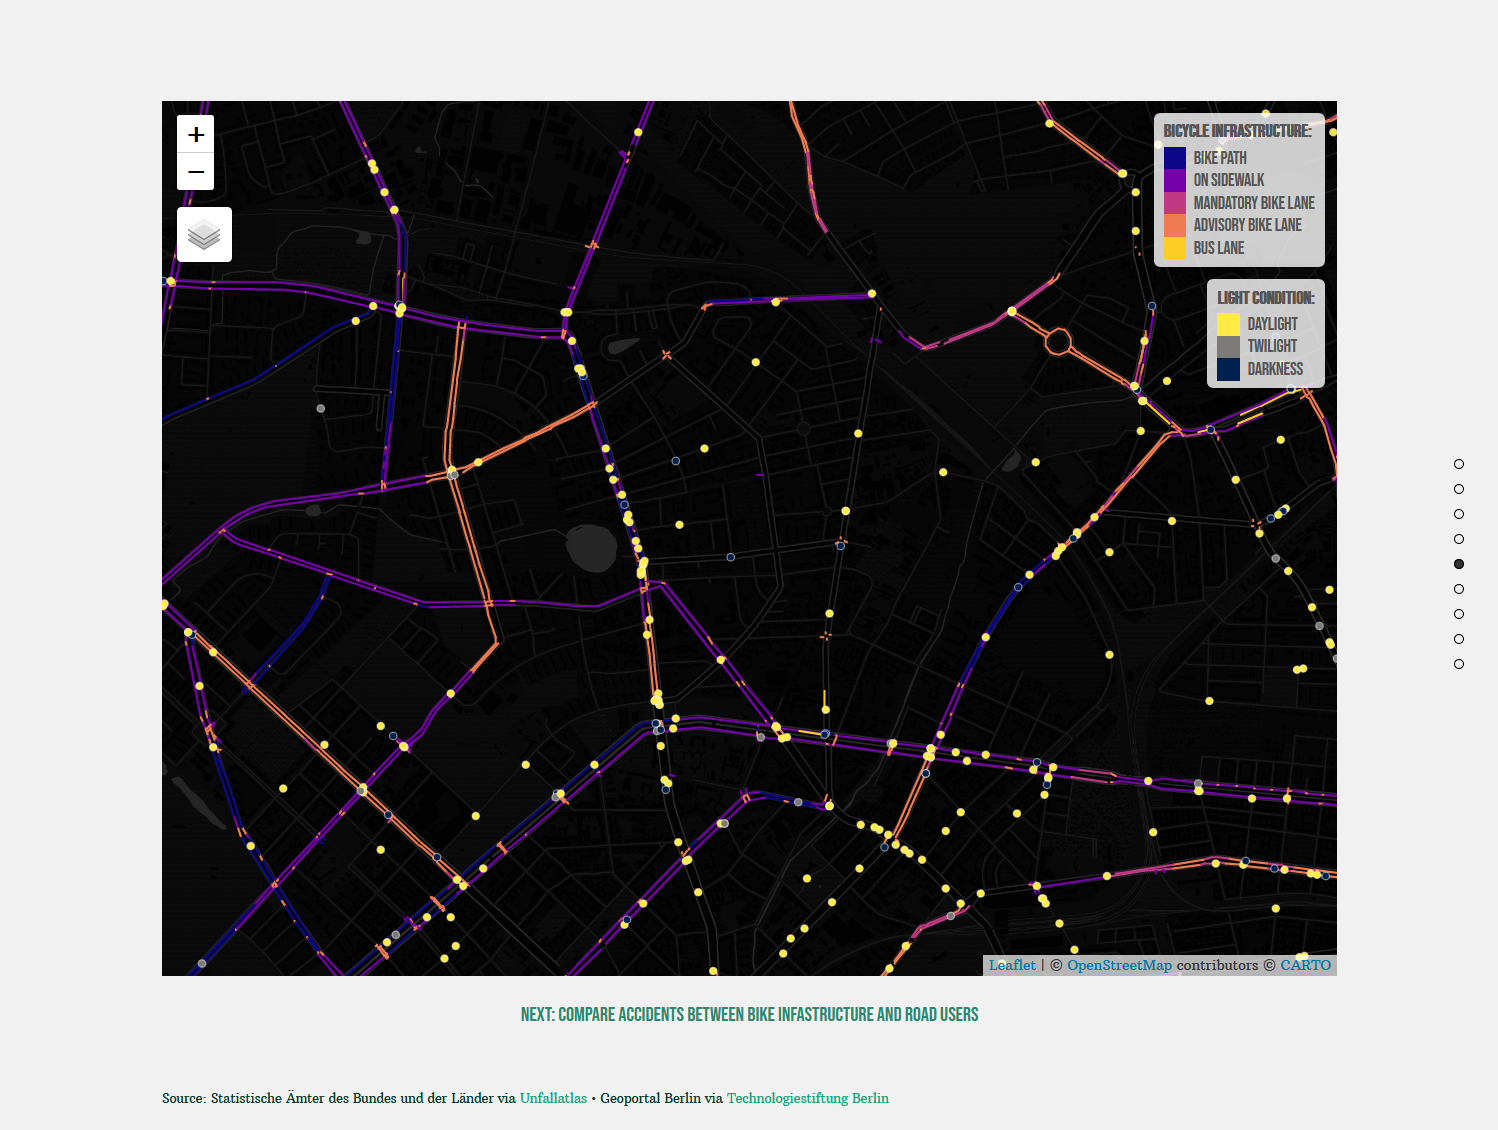 +
−
BICYCLE INFRASTRUCTURE:
BIKE PATH
ON SIDEWALK
MANDATORY BIKE LANE
ADVISORY BIKE LANE
BUS LANE
LIGHT CONDITION:
DAYLIGHT
TWILIGHT
DARKNESS
Leaflet | © OpenStreetMap contributors © CARTO
NEXT: COMPARE ACCIDENTS BETWEEN BIKE INFASTRUCTURE AND ROAD USERS
Source: Statistische Ämter des Bundes und der Länder via Unfallatlas • Geoportal Berlin via Technologiestiftung Berlin